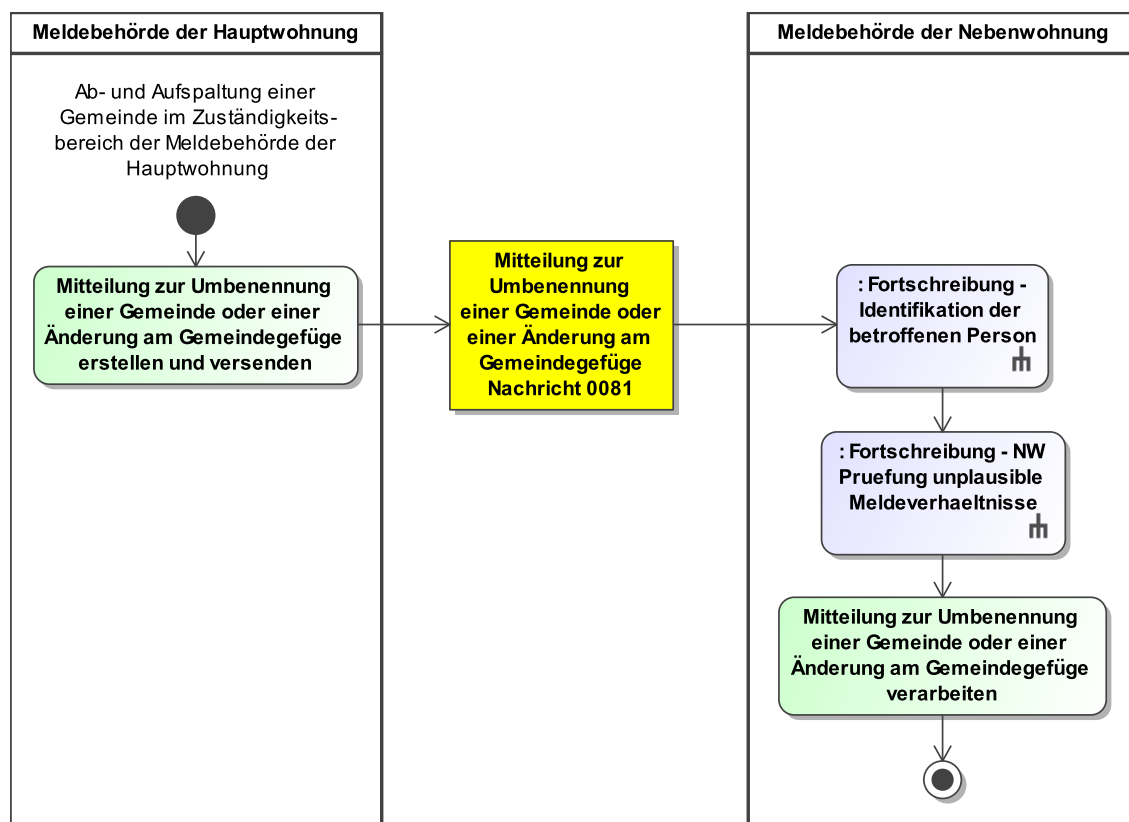 Meldebehörde der Hauptwohnung
Ab- und Aufspaltung einer
Gemeinde im Zuständigkeits-
bereich der Meldebehörde der
Hauptwohnung
Mitteilung zur Umbenennung
einer Gemeinde oder einer
Änderung am Gemeindegefüge
erstellen und versenden
Mitteilung zur
Umbenennung
einer Gemeinde oder
einer Änderung am
Gemeindegefüge
Nachricht 0081
Meldebehörde der Nebenwohnung
: Fortschreibung -
Identifikation der
betroffenen Person
: Fortschreibung - NW
Pruefung unplausible
Meldeverhaeltnisse
Mitteilung zur Umbenennung
einer Gemeinde oder einer
Änderung am Gemeindegefüge
verarbeiten